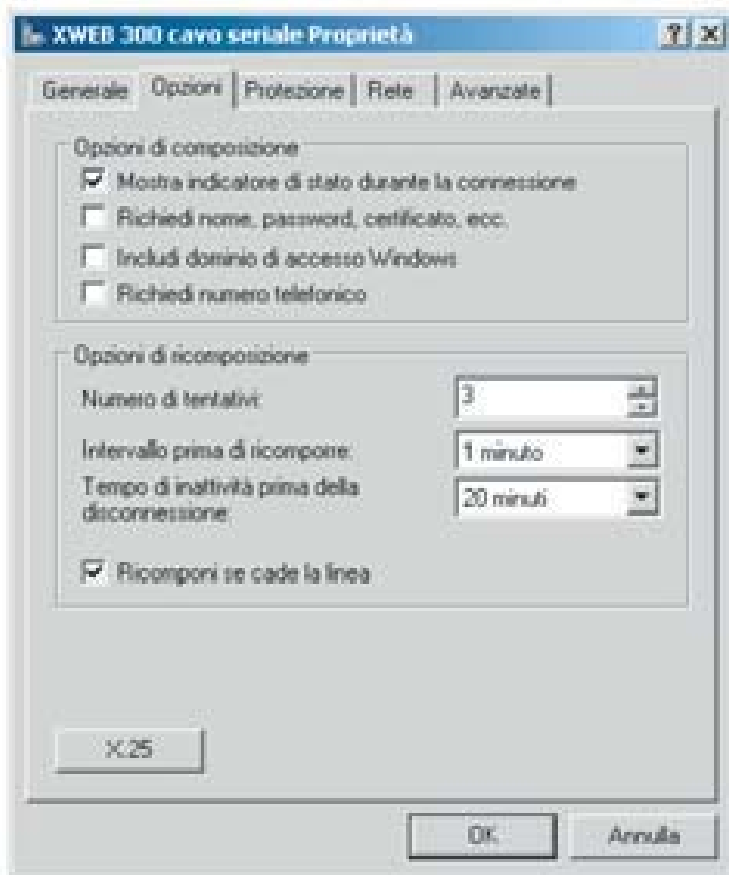 XWEB 300 cavo seriale Proprietà
Generale Opzioni Protezione Rete Avanzate
Opzioni di composizione
Mostra indicatore di stato durante la connessione
Richiedi nome, password, certificato, ecc.
Includi dominio di accesso Windows
Richiedi numero telefonico
Opzioni di ricomposizione
Numero di tentativi: 3
Intervallo prima di ricomporre: 1 minuto
Tempo di inattività prima della
disconnessione 20 minuti
Ricomponi se cade la linea
X.25
OK Annulla